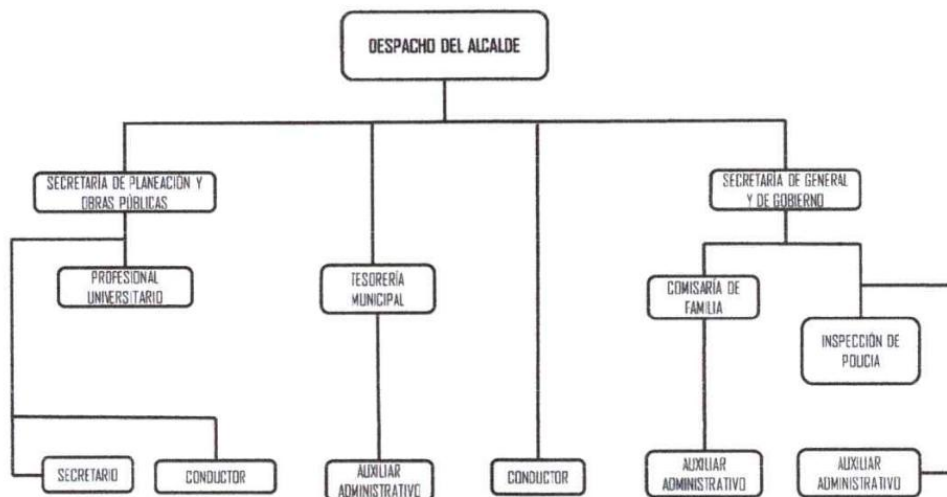 DESPACHO DEL ALCALDE
SECRETARÍA DE PLANEACIÓN Y
OBRAS PÚBLICAS
SECRETARÍA DE GENERAL
Y DE GOBIERNO
PROFESIONAL
UNIVERSITARIO
TESORERÍA
MUNICIPAL
COMISARÍA DE
FAMILIA
INSPECCIÓN DE
POLICIA
SECRETARIO
CONDUCTOR
AUXILIAR
ADMINISTRATIVO
CONDUCTOR
AUXILIAR
ADMINISTRATIVO
AUXILIAR
ADMINISTRATIVO